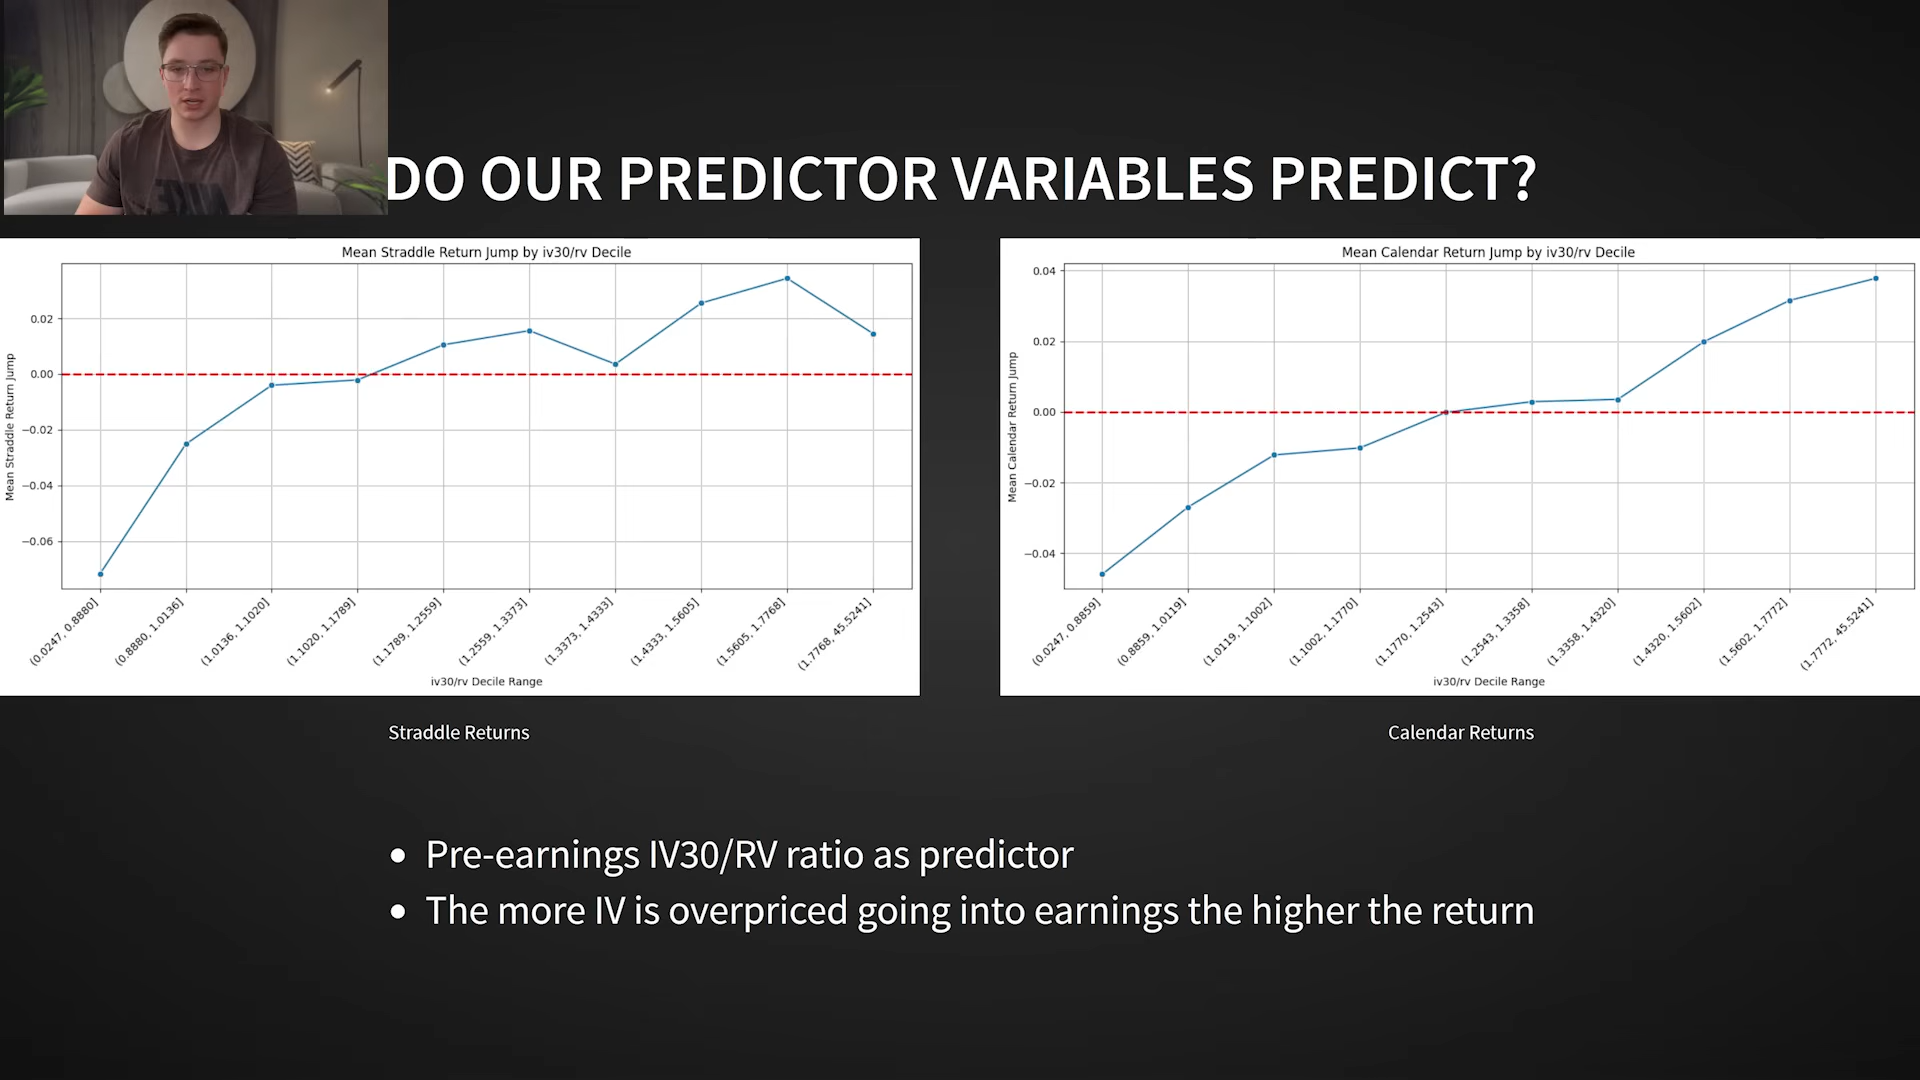 DO OUR PREDICTOR VARIABLES PREDICT?
Mean Straddle Return Jump by iv30/rv Decile
Mean Straddle Return Jump
0.02
0.00
−0.02
−0.04
−0.06
(0.0247, 0.8880]
(0.8880, 1.0136]
(1.0136, 1.1020]
(1.1020, 1.1789]
(1.1789, 1.2559]
(1.2559, 1.3373]
(1.3373, 1.4333]
(1.4333, 1.5605]
(1.5605, 1.7768]
(1.7768, 45.5241]
iv30/rv Decile Range
Straddle Returns
Mean Calendar Return Jump by iv30/rv Decile
Mean Calendar Return Jump
0.04
0.02
0.00
−0.02
−0.04
(0.0247, 0.8859]
(0.8859, 1.0119]
(1.0119, 1.1002]
(1.1002, 1.1770]
(1.1770, 1.2543]
(1.2543, 1.3358]
(1.3358, 1.4320]
(1.4320, 1.5602]
(1.5602, 1.7772]
(1.7772, 45.5241]
iv30/rv Decile Range
Calendar Returns
• Pre-earnings IV30/RV ratio as predictor
• The more IV is overpriced going into earnings the higher the return